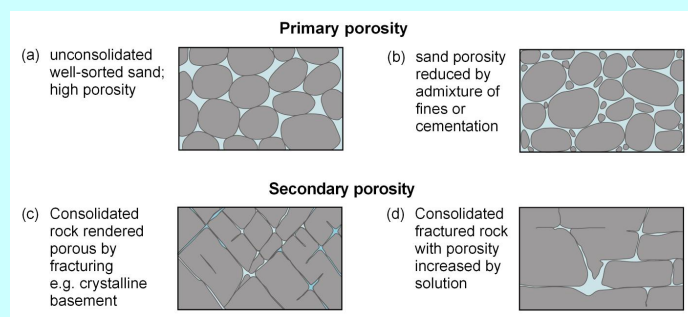 Primary porosity
(a) unconsolidated
well-sorted sand;
high porosity
(b) sand porosity
reduced by
admixture of
fines or
cementation
Secondary porosity
(c) Consolidated
rock rendered
porous by
fracturing
e.g. crystalline
basement
(d) Consolidated
fractured rock
with porosity
increased by
solution